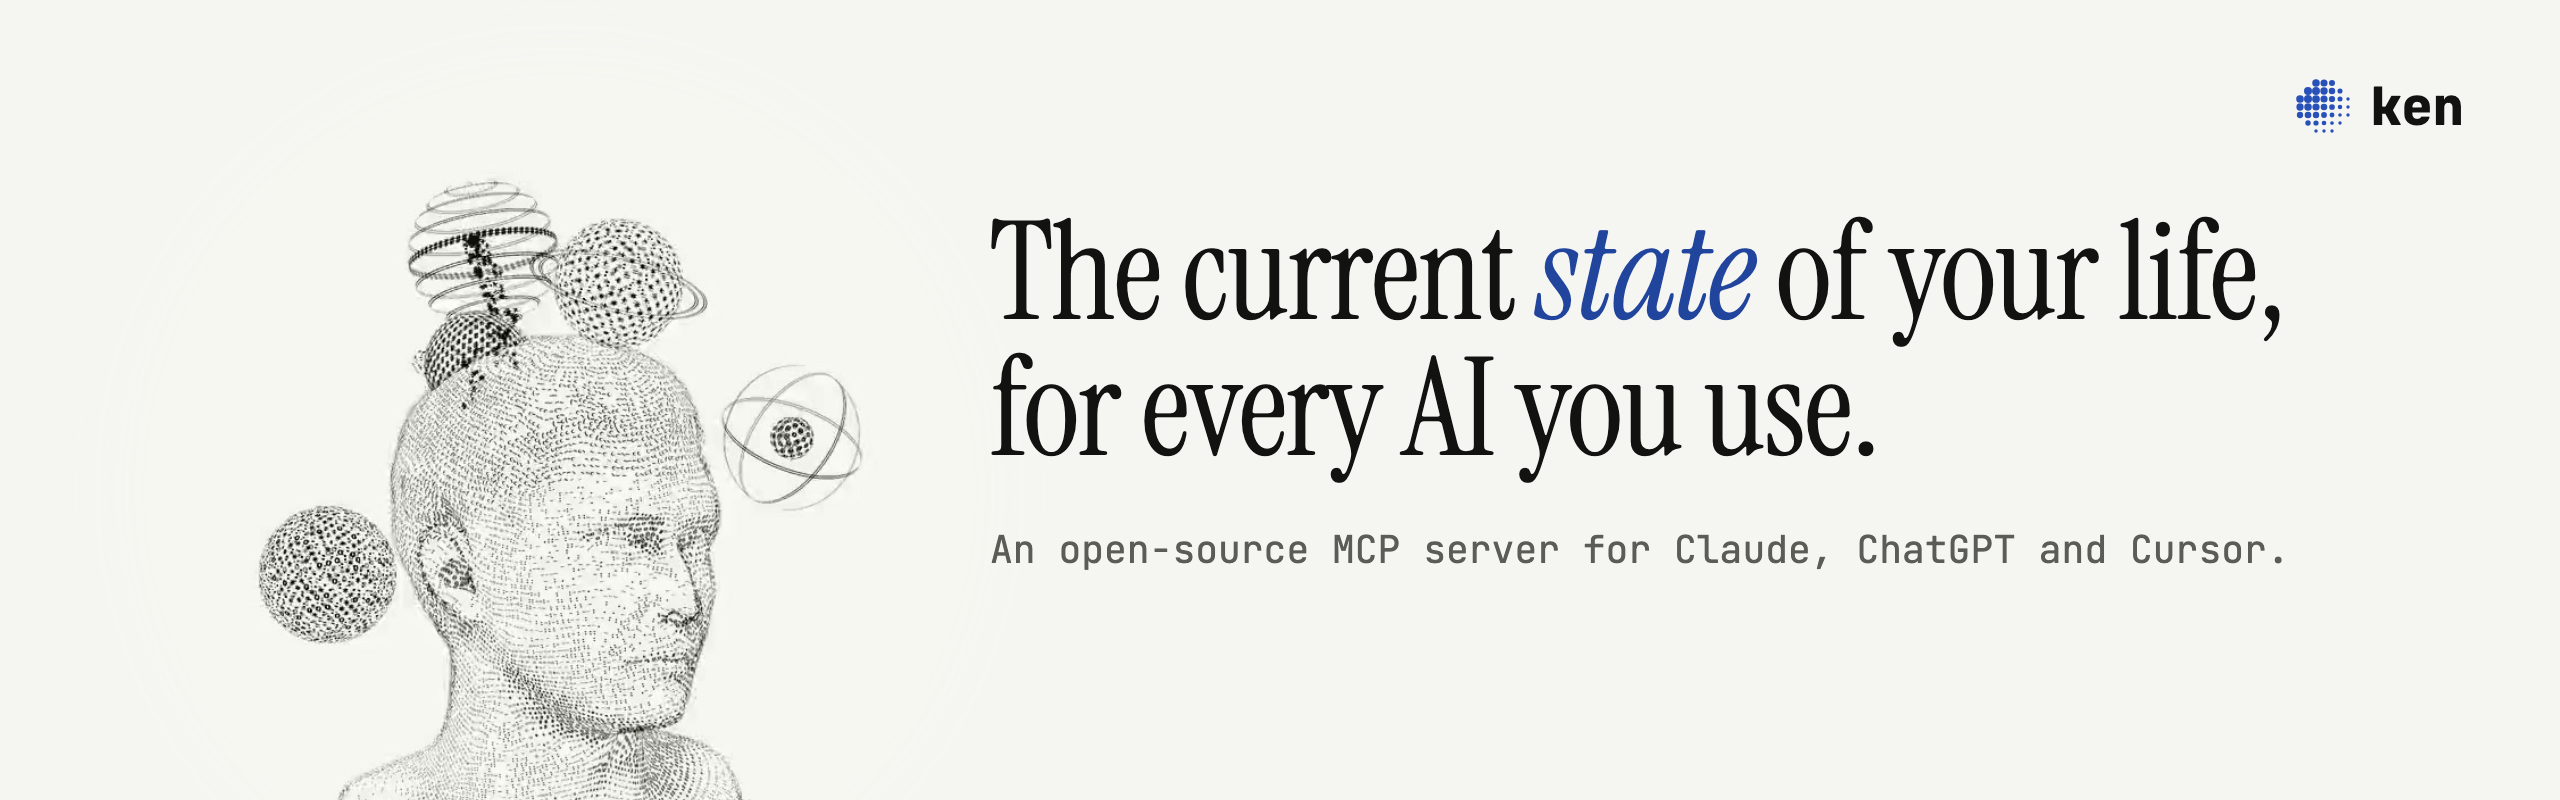 ken
The current state of your life,
for every AI you use.
An open-source MCP server for Claude, ChatGPT and Cursor.